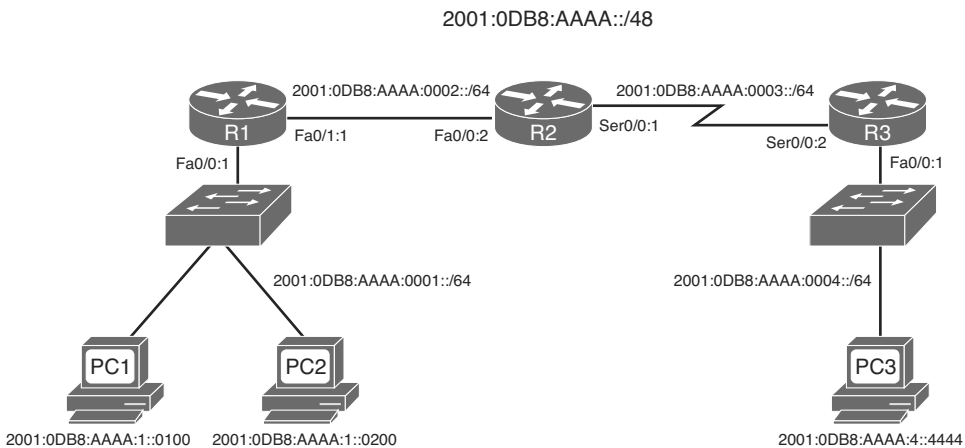 2001:0DB8:AAAA::/48
2001:0DB8:AAAA:0002::/64
2001:0DB8:AAAA:0003::/64
R1
R2
R3
Fa0/1:1
Fa0/0:2
Ser0/0:1
Ser0/0:2
Fa0/0:1
Fa0/0:1
2001:0DB8:AAAA:0001::/64
2001:0DB8:AAAA:0004::/64
PC1
PC2
PC3
2001:0DB8:AAAA:1::0100
2001:0DB8:AAAA:1::0200
2001:0DB8:AAAA:4::4444